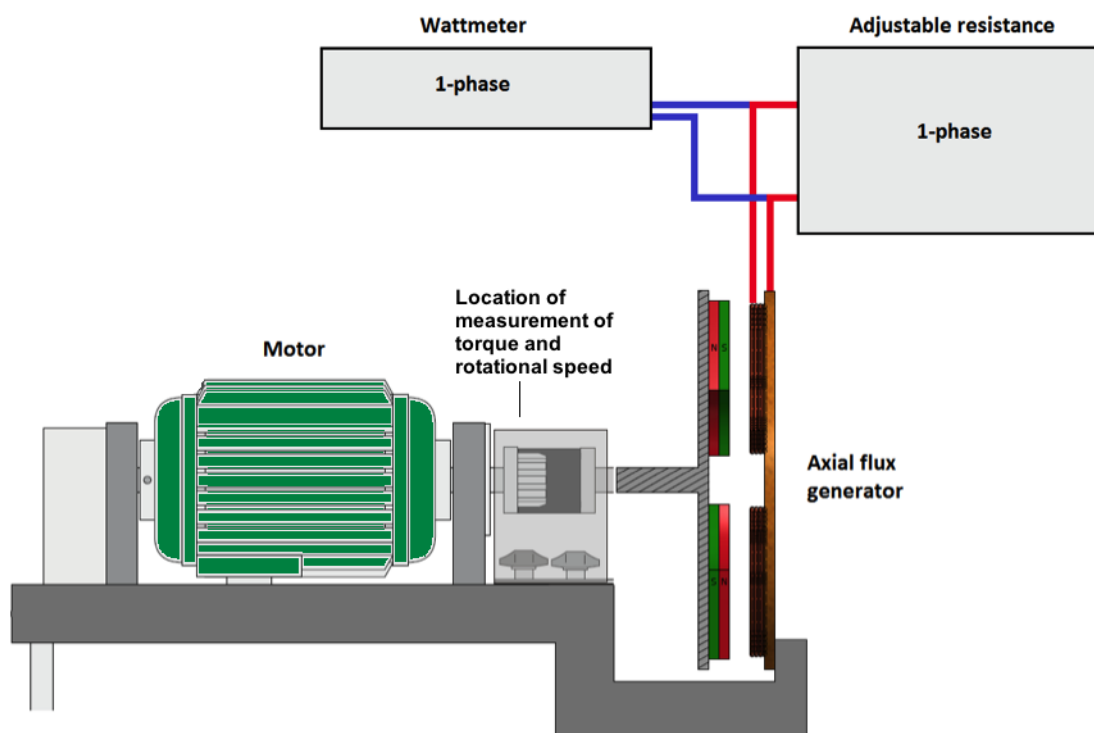 Wattmeter
Adjustable resistance
1-phase
1-phase
Location of
measurement of
torque and
rotational speed
Motor
N S
Axial flux
generator
S N